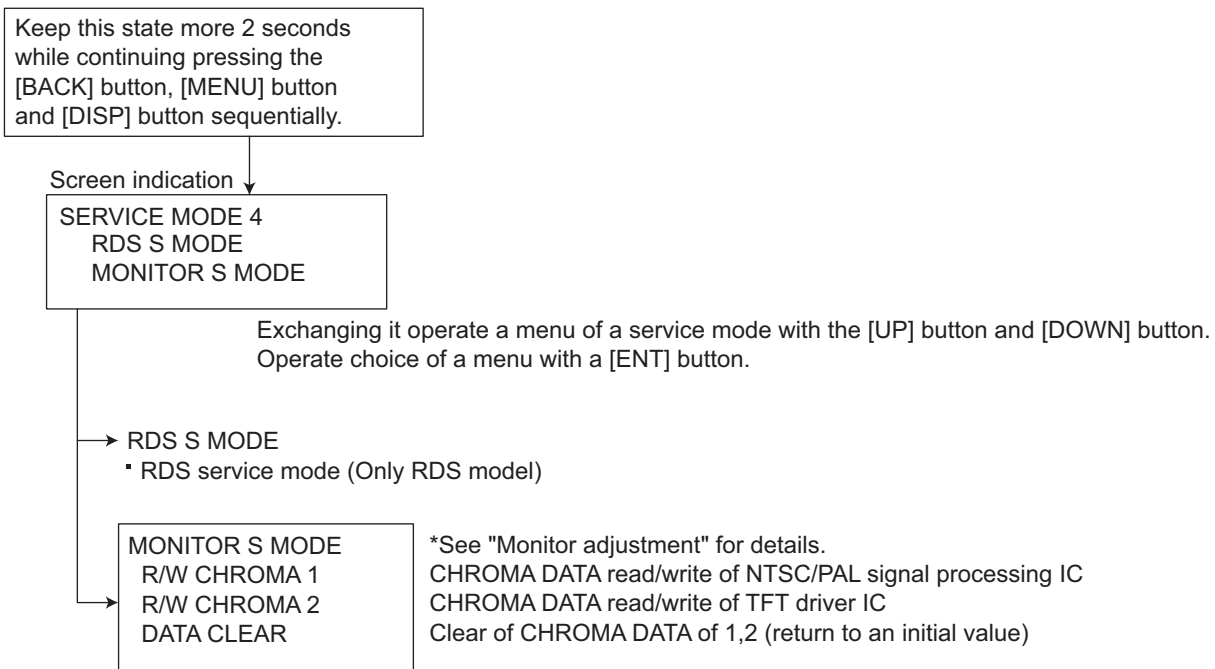 Keep this state more 2 seconds
while continuing pressing the
[BACK] button, [MENU] button
and [DISP] button sequentially.
Screen indication
SERVICE MODE 4
RDS S MODE
MONITOR S MODE
Exchanging it operate a menu of a service mode with the [UP] button and [DOWN] button.
Operate choice of a menu with a [ENT] button.
RDS S MODE
▪ RDS service mode (Only RDS model)
MONITOR S MODE *See "Monitor adjustment" for details.
R/W CHROMA 1 CHROMA DATA read/write of NTSC/PAL signal processing IC
R/W CHROMA 2 CHROMA DATA read/write of TFT driver IC
DATA CLEAR Clear of CHROMA DATA of 1,2 (return to an initial value)